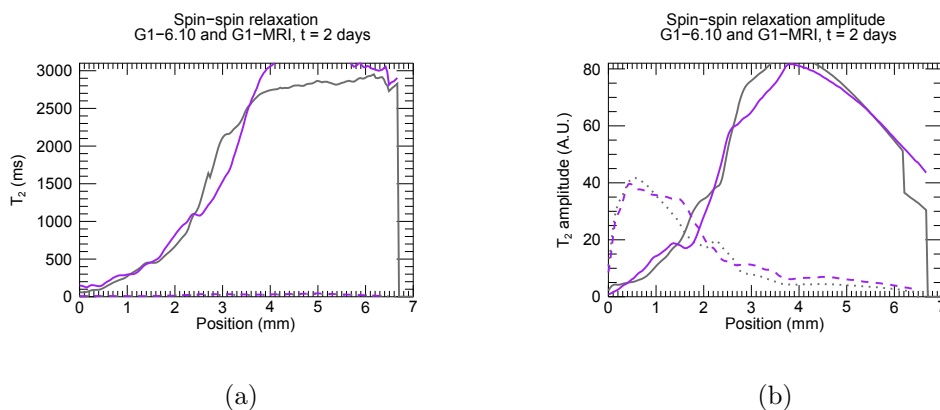 Spin−spin relaxation
G1−6.10 and G1−MRI, t = 2 days
3000
2500
2000
1500
1000
500
0
T2 (ms)
0 1 2 3 4 5 6 7
Position (mm)
(a)
Spin−spin relaxation amplitude
G1−6.10 and G1−MRI, t = 2 days
80
60
40
20
0
T2 amplitude (A.U.)
0 1 2 3 4 5 6 7
Position (mm)
(b)